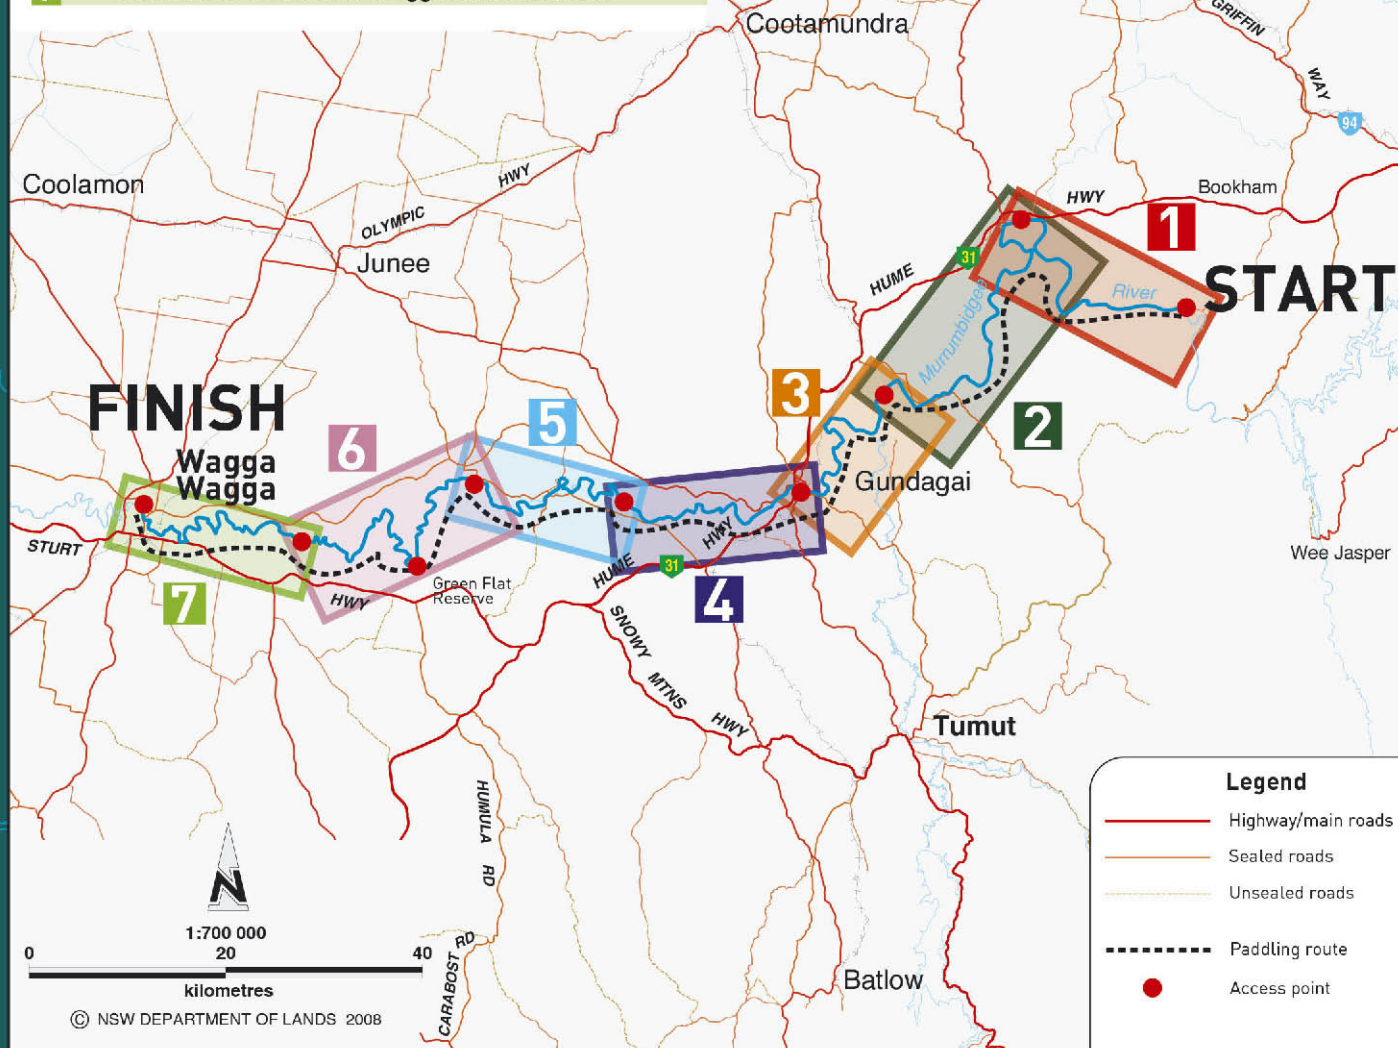 Cootamundra
GRIFFIN
WAY
94
Coolamon
HWY
OLYMPIC
Junee
HWY
Bookham
1
START
31
HUME
River
Murrumbidgee
FINISH
Wagga
Wagga
6
5
3
2
Gundagai
STURT
HWY
Wee Jasper
HUME
31
Green Flat
Reserve
7
HWY
4
SNOWY
MTNS
HWY
Tumut
HUMULA
RD
Legend
Highway/main roads
Sealed roads
Unsealed roads
Paddling route
Access point
N
1:700 000
0 20 40
kilometres
© NSW DEPARTMENT OF LANDS 2008
CARABOST RD
Batlow